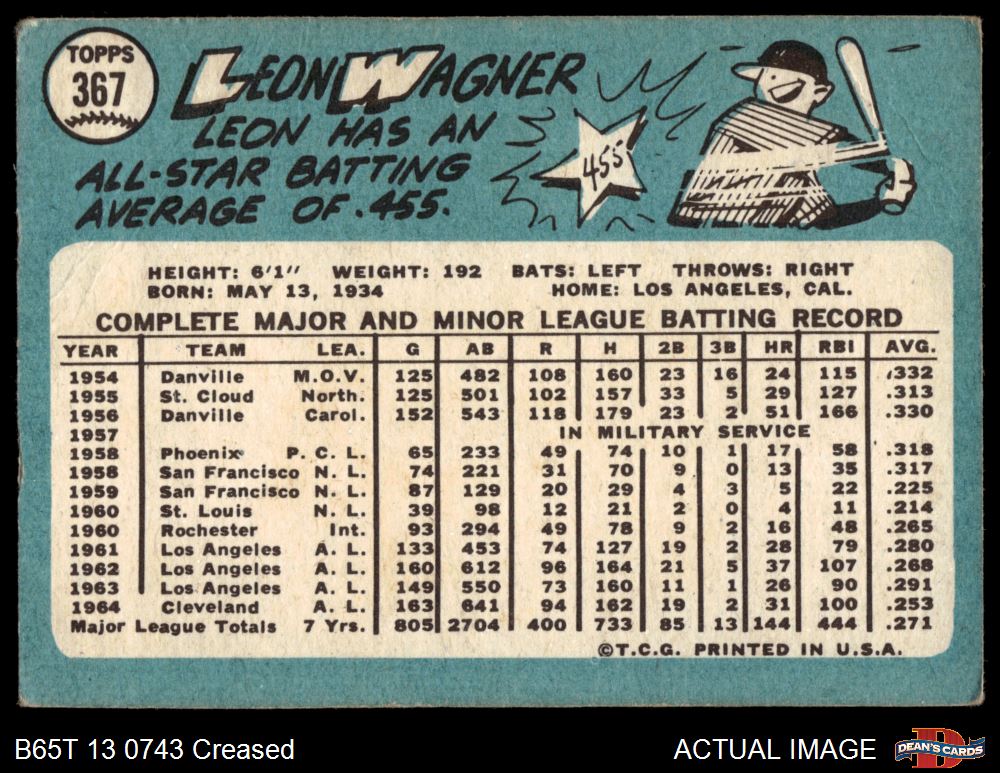 TOPPS
367
LEON WAGNER
LEON HAS AN
ALL-STAR BATTING
AVERAGE OF .455.
455
HEIGHT: 6'1" WEIGHT: 192 BATS: LEFT THROWS: RIGHT
BORN: MAY 13, 1934 HOME: LOS ANGELES, CAL.
COMPLETE MAJOR AND MINOR LEAGUE BATTING RECORD
YEAR TEAM LEA. G AB R H 2B 3B HR RBI AVG.
1954 Danville M.O.V. 125 482 108 160 23 16 24 115 .332
1955 St. Cloud North. 125 501 102 157 33 5 29 127 .313
1956 Danville Carol. 152 543 118 179 23 2 51 166 .330
1957 IN MILITARY SERVICE
1958 Phoenix P. C. L. 65 233 49 74 10 1 17 58 .318
1958 San Francisco N. L. 74 221 31 70 9 0 13 35 .317
1959 San Francisco N. L. 87 129 20 29 4 3 5 22 .225
1960 St. Louis N. L. 39 98 12 21 2 0 4 11 .214
1960 Rochester Int. 93 294 49 78 9 2 16 48 .265
1961 Los Angeles A. L. 133 453 74 127 19 2 28 79 .280
1962 Los Angeles A. L. 160 612 96 164 21 5 37 107 .268
1963 Los Angeles A. L. 149 550 73 160 11 1 26 90 .291
1964 Cleveland A. L. 163 641 94 162 19 2 31 100 .253
Major League Totals 7 Yrs. 805 2704 400 733 85 13 144 444 .271
©T.C.G. PRINTED IN U.S.A.
B65T 13 0743 Creased
ACTUAL IMAGE
D
DEAN'S CARDS